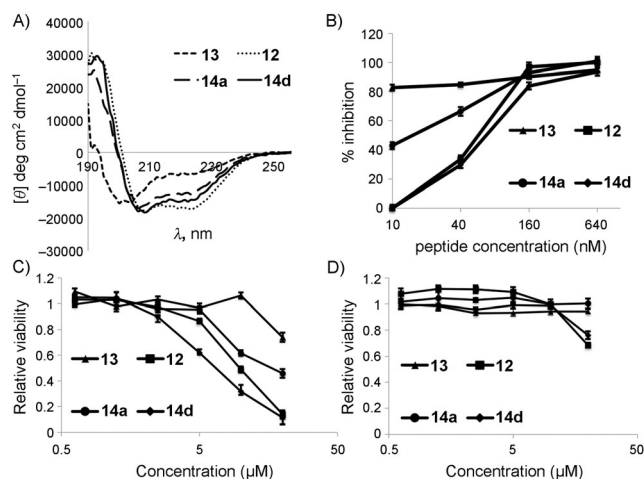 A)
40000
30000
20000
10000
0
–10000
–20000
–30000
[θ] deg cm² dmol⁻¹
190 210 230 250
λ, nm
13 12
14a 14d
B)
120
100
80
60
40
20
0
% inhibition
10 40 160 640
peptide concentration (nM)
13 12
14a 14d
C)
1.2
1
0.8
0.6
0.4
0.2
0
Relative viability
0.5 5 50
Concentration (µM)
13 12
14a 14d
D)
1.2
1
0.8
0.6
0.4
0.2
0
Relative viability
0.5 5 50
Concentration (µM)
13 12
14a 14d